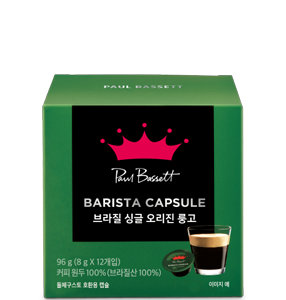 PAUL BASSETT
Paul Bassett
BARISTA CAPSULE
브라질 싱글 오리진 룽고
96 g (8 g X 12개입)
커피 원두 100% (브라질산 100%)
돌체구스토 호환용 캡슐
이미지 예